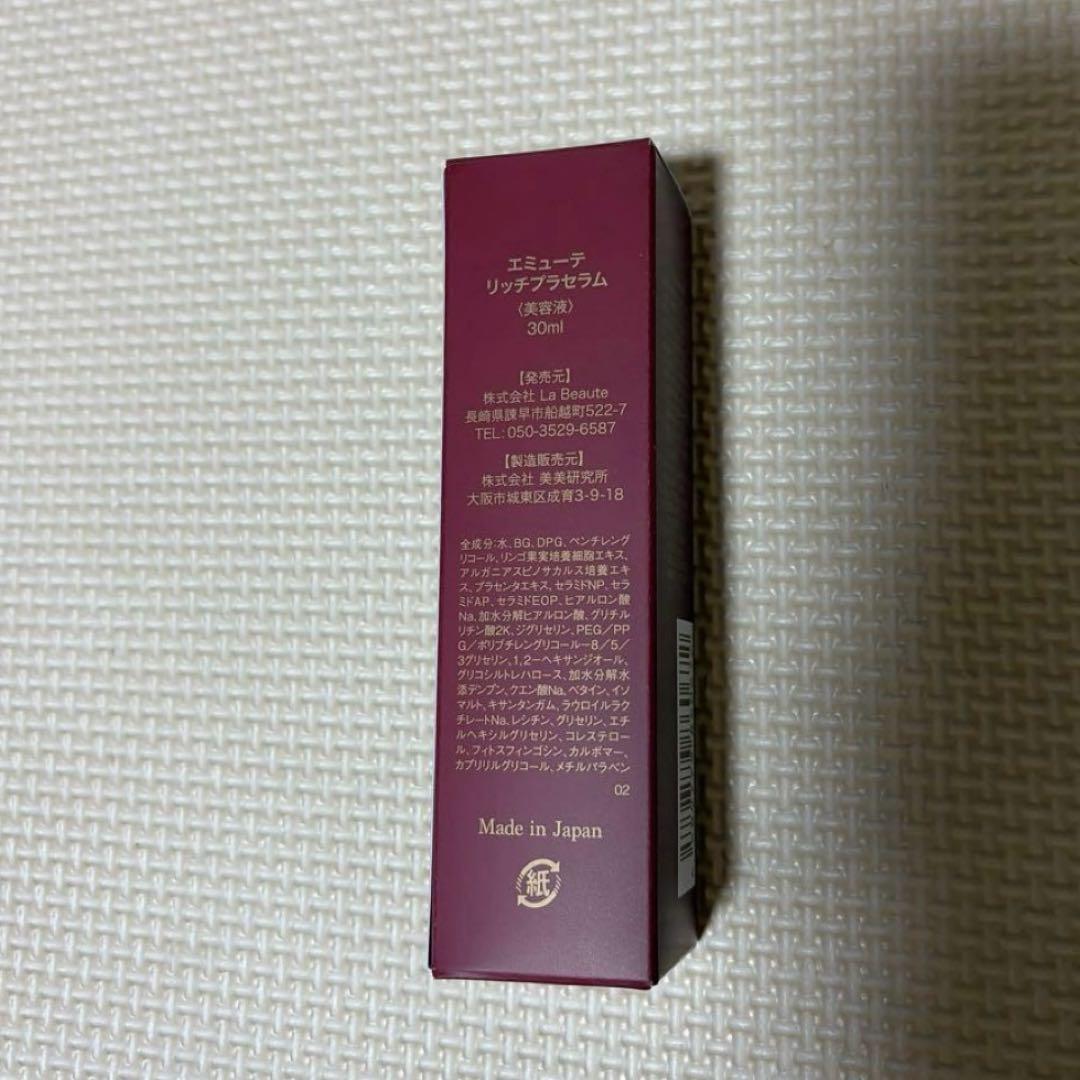 エミューテ
リッチプラセラム
〈美容液〉
30ml
【発売元】
株式会社 La Beaute
長崎県諫早市船越町522-7
TEL:050-3529-6587
【製造販売元】
株式会社 美美研究所
大阪市城東区成育3-9-18
全成分:水、BG、DPG、ペンチレング
リコール、リンゴ果実培養細胞エキス、
アルガニアスピノサカルス培養エキ
ス、プラセンタエキス、セラミドNP、セラ
ミドAP、セラミドEOP、ヒアルロン酸
Na、加水分解ヒアルロン酸、グリチル
リチン酸2K、ジグリセリン、PEG/PP
G/ポリブチレングリコールー8/5/
3グリセリン、1,2ーヘキサンジオール、
グリコシルトレハロース、加水分解水
添デンプン、クエン酸Na、ベタイン、イソ
マルト、キサンタンガム、ラウロイルラク
チレートNa、レシチン、グリセリン、エチ
ルヘキシルグリセリン、コレステロー
ル、フィトスフィンゴシン、カルボマー、
カプリリルグリコール、メチルパラベン
02
Made in Japan
紙